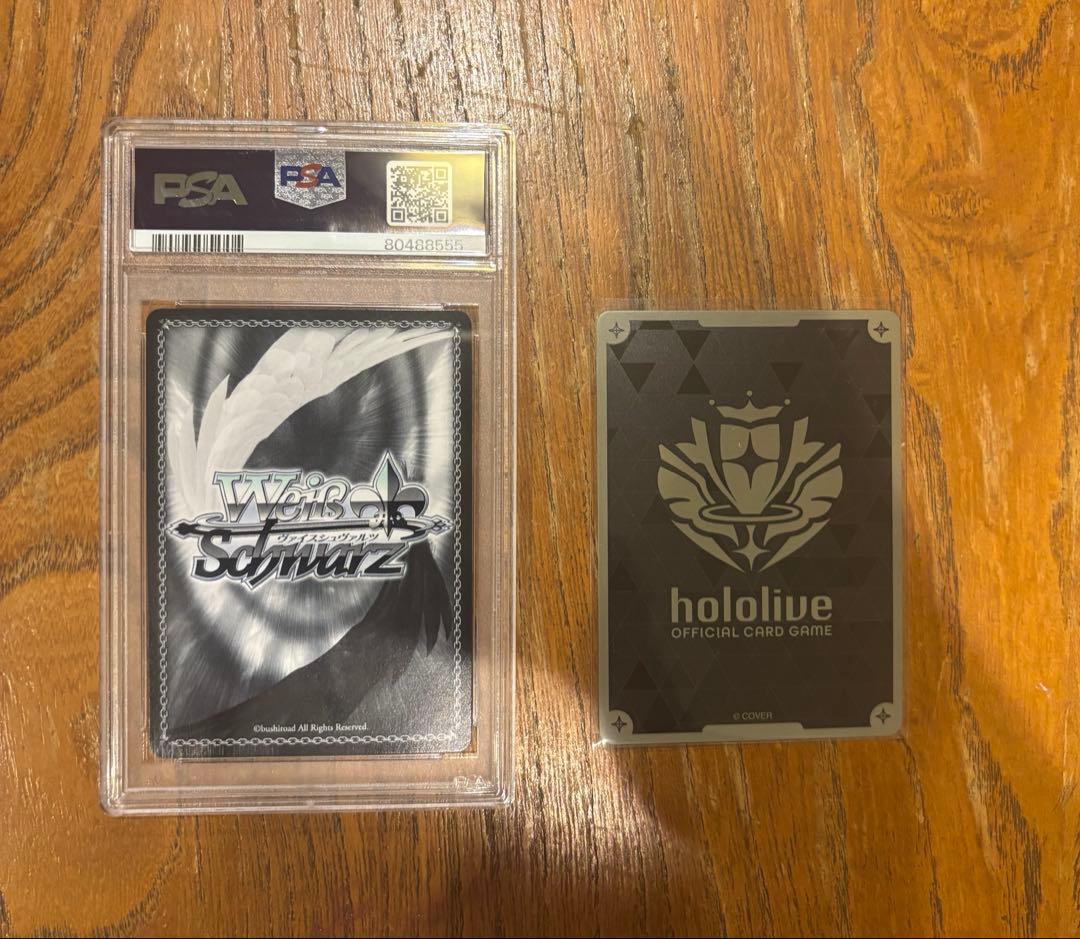 PSA
PSA
80488555
Weiß
ヴァイスシュヴァルツ
Schwarz
©bushiroad All Rights Reserved.
PSA
hololive
OFFICIAL CARD GAME
© COVER